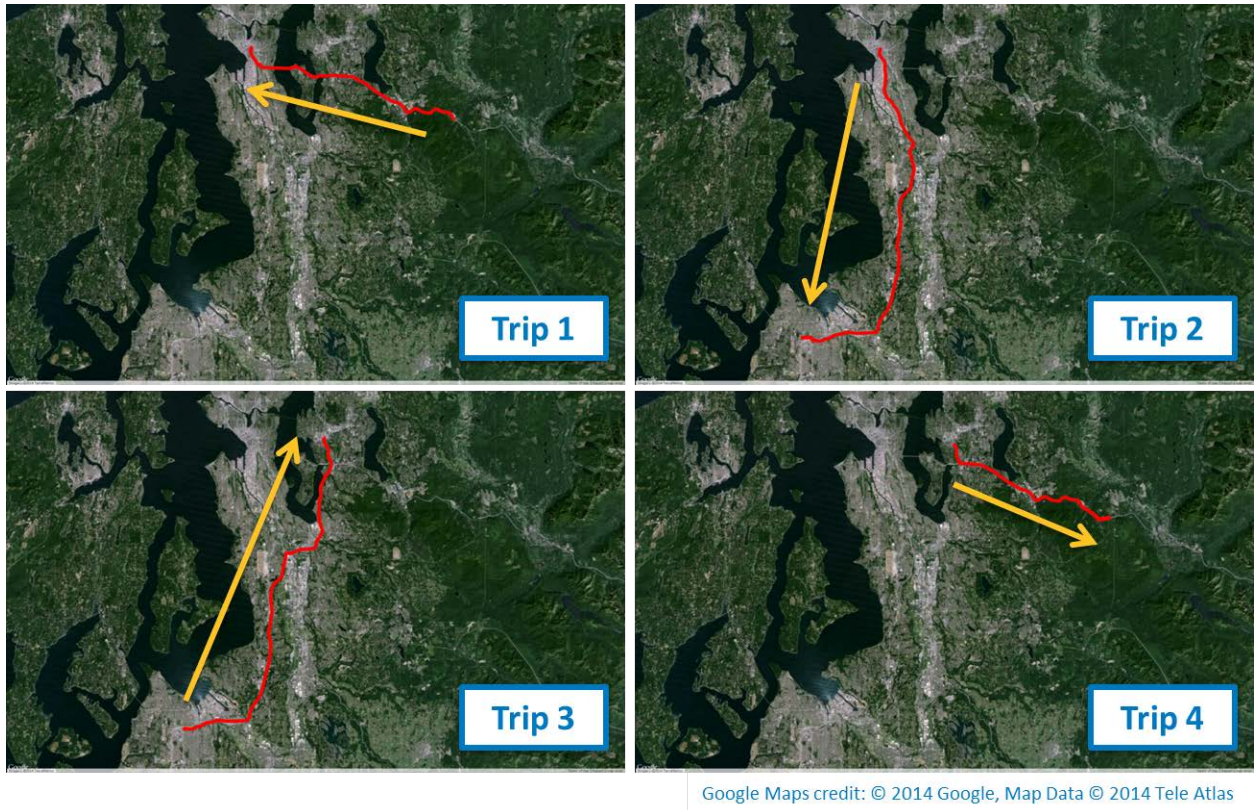 Trip 1
Trip 2
Trip 3
Trip 4
Google Maps credit: © 2014 Google, Map Data © 2014 Tele Atlas